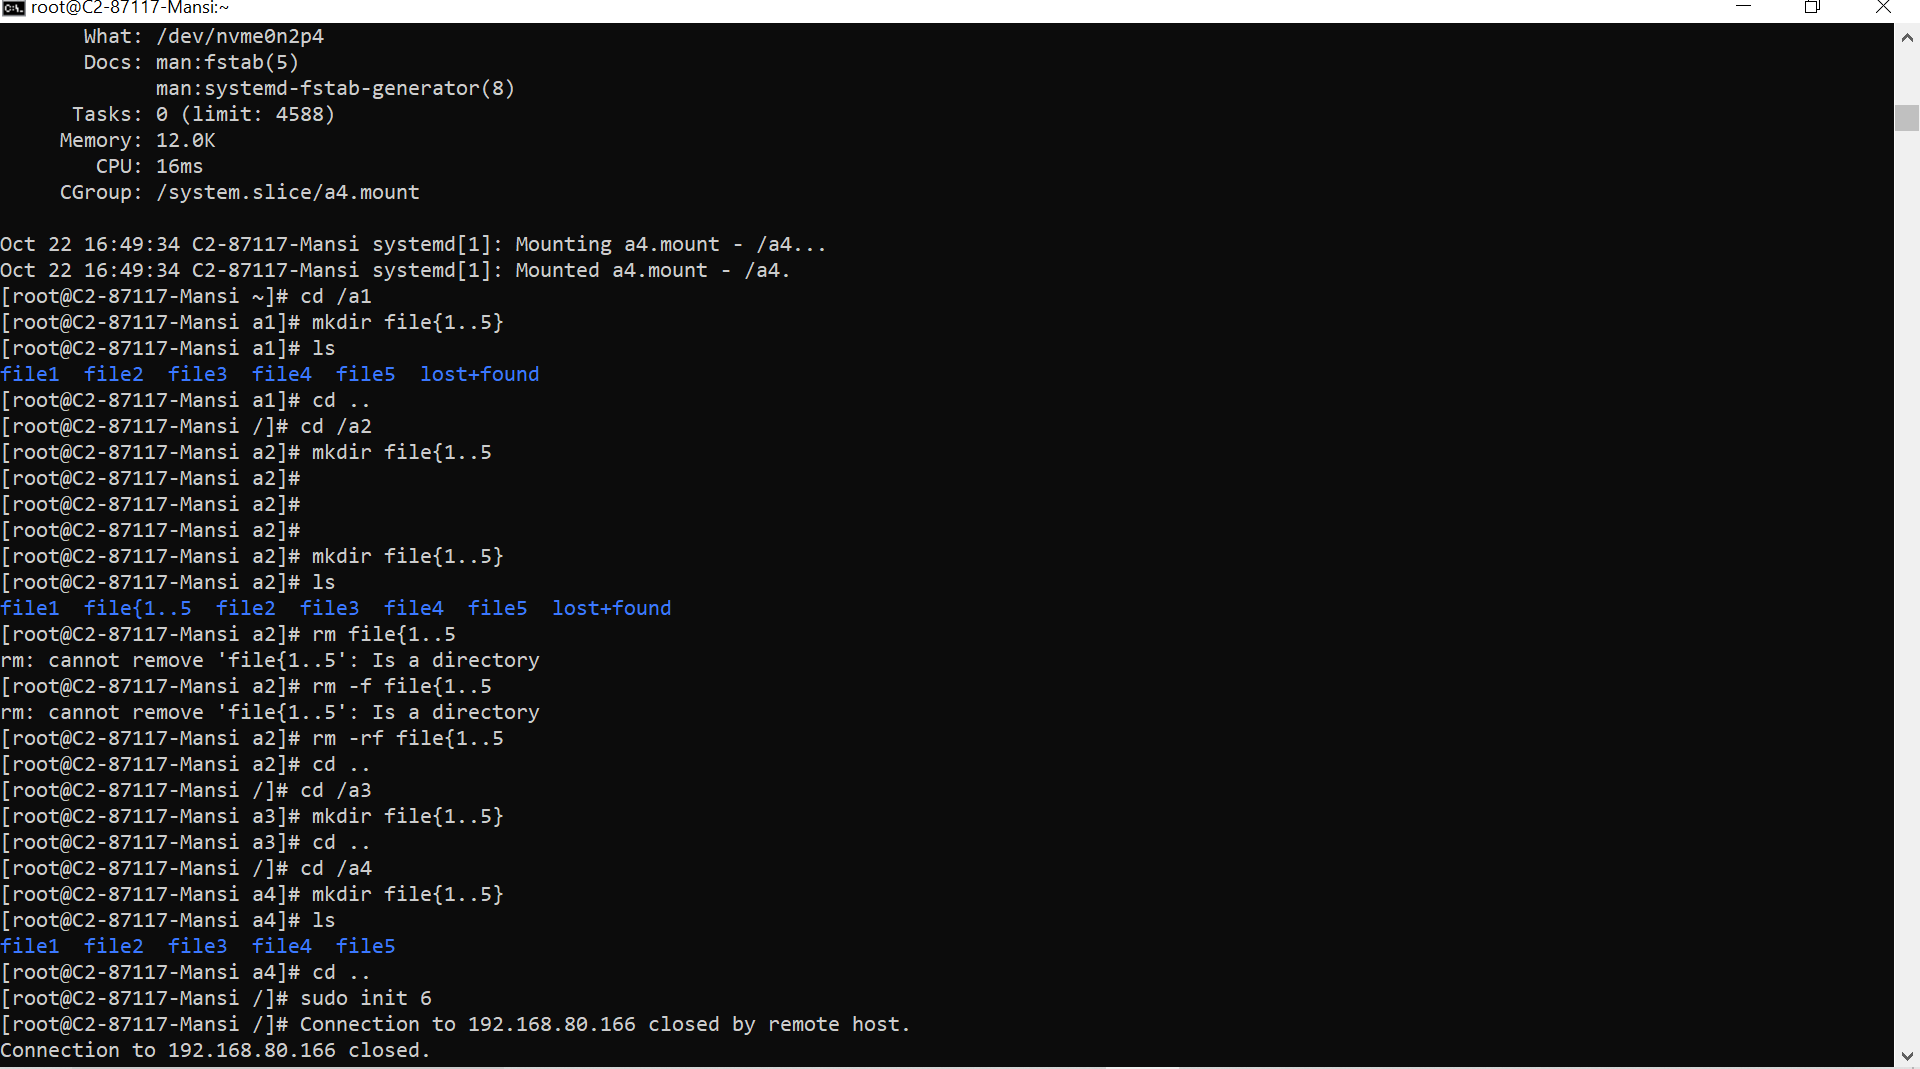 root@C2-87117-Mansi:~
What: /dev/nvme0n2p4
Docs: man:fstab(5)
man:systemd-fstab-generator(8)
Tasks: 0 (limit: 4588)
Memory: 12.0K
CPU: 16ms
CGroup: /system.slice/a4.mount
Oct 22 16:49:34 C2-87117-Mansi systemd[1]: Mounting a4.mount - /a4...
Oct 22 16:49:34 C2-87117-Mansi systemd[1]: Mounted a4.mount - /a4.
[root@C2-87117-Mansi ~]# cd /a1
[root@C2-87117-Mansi a1]# mkdir file{1..5}
[root@C2-87117-Mansi a1]# ls
file1  file2  file3  file4  file5  lost+found
[root@C2-87117-Mansi a1]# cd ..
[root@C2-87117-Mansi /]# cd /a2
[root@C2-87117-Mansi a2]# mkdir file{1..5
[root@C2-87117-Mansi a2]#
[root@C2-87117-Mansi a2]#
[root@C2-87117-Mansi a2]#
[root@C2-87117-Mansi a2]# mkdir file{1..5}
[root@C2-87117-Mansi a2]# ls
file1  file{1..5  file2  file3  file4  file5  lost+found
[root@C2-87117-Mansi a2]# rm file{1..5
rm: cannot remove 'file{1..5': Is a directory
[root@C2-87117-Mansi a2]# rm -f file{1..5
rm: cannot remove 'file{1..5': Is a directory
[root@C2-87117-Mansi a2]# rm -rf file{1..5
[root@C2-87117-Mansi a2]# cd ..
[root@C2-87117-Mansi /]# cd /a3
[root@C2-87117-Mansi a3]# mkdir file{1..5}
[root@C2-87117-Mansi a3]# cd ..
[root@C2-87117-Mansi /]# cd /a4
[root@C2-87117-Mansi a4]# mkdir file{1..5}
[root@C2-87117-Mansi a4]# ls
file1  file2  file3  file4  file5
[root@C2-87117-Mansi a4]# cd ..
[root@C2-87117-Mansi /]# sudo init 6
[root@C2-87117-Mansi /]# Connection to 192.168.80.166 closed by remote host.
Connection to 192.168.80.166 closed.